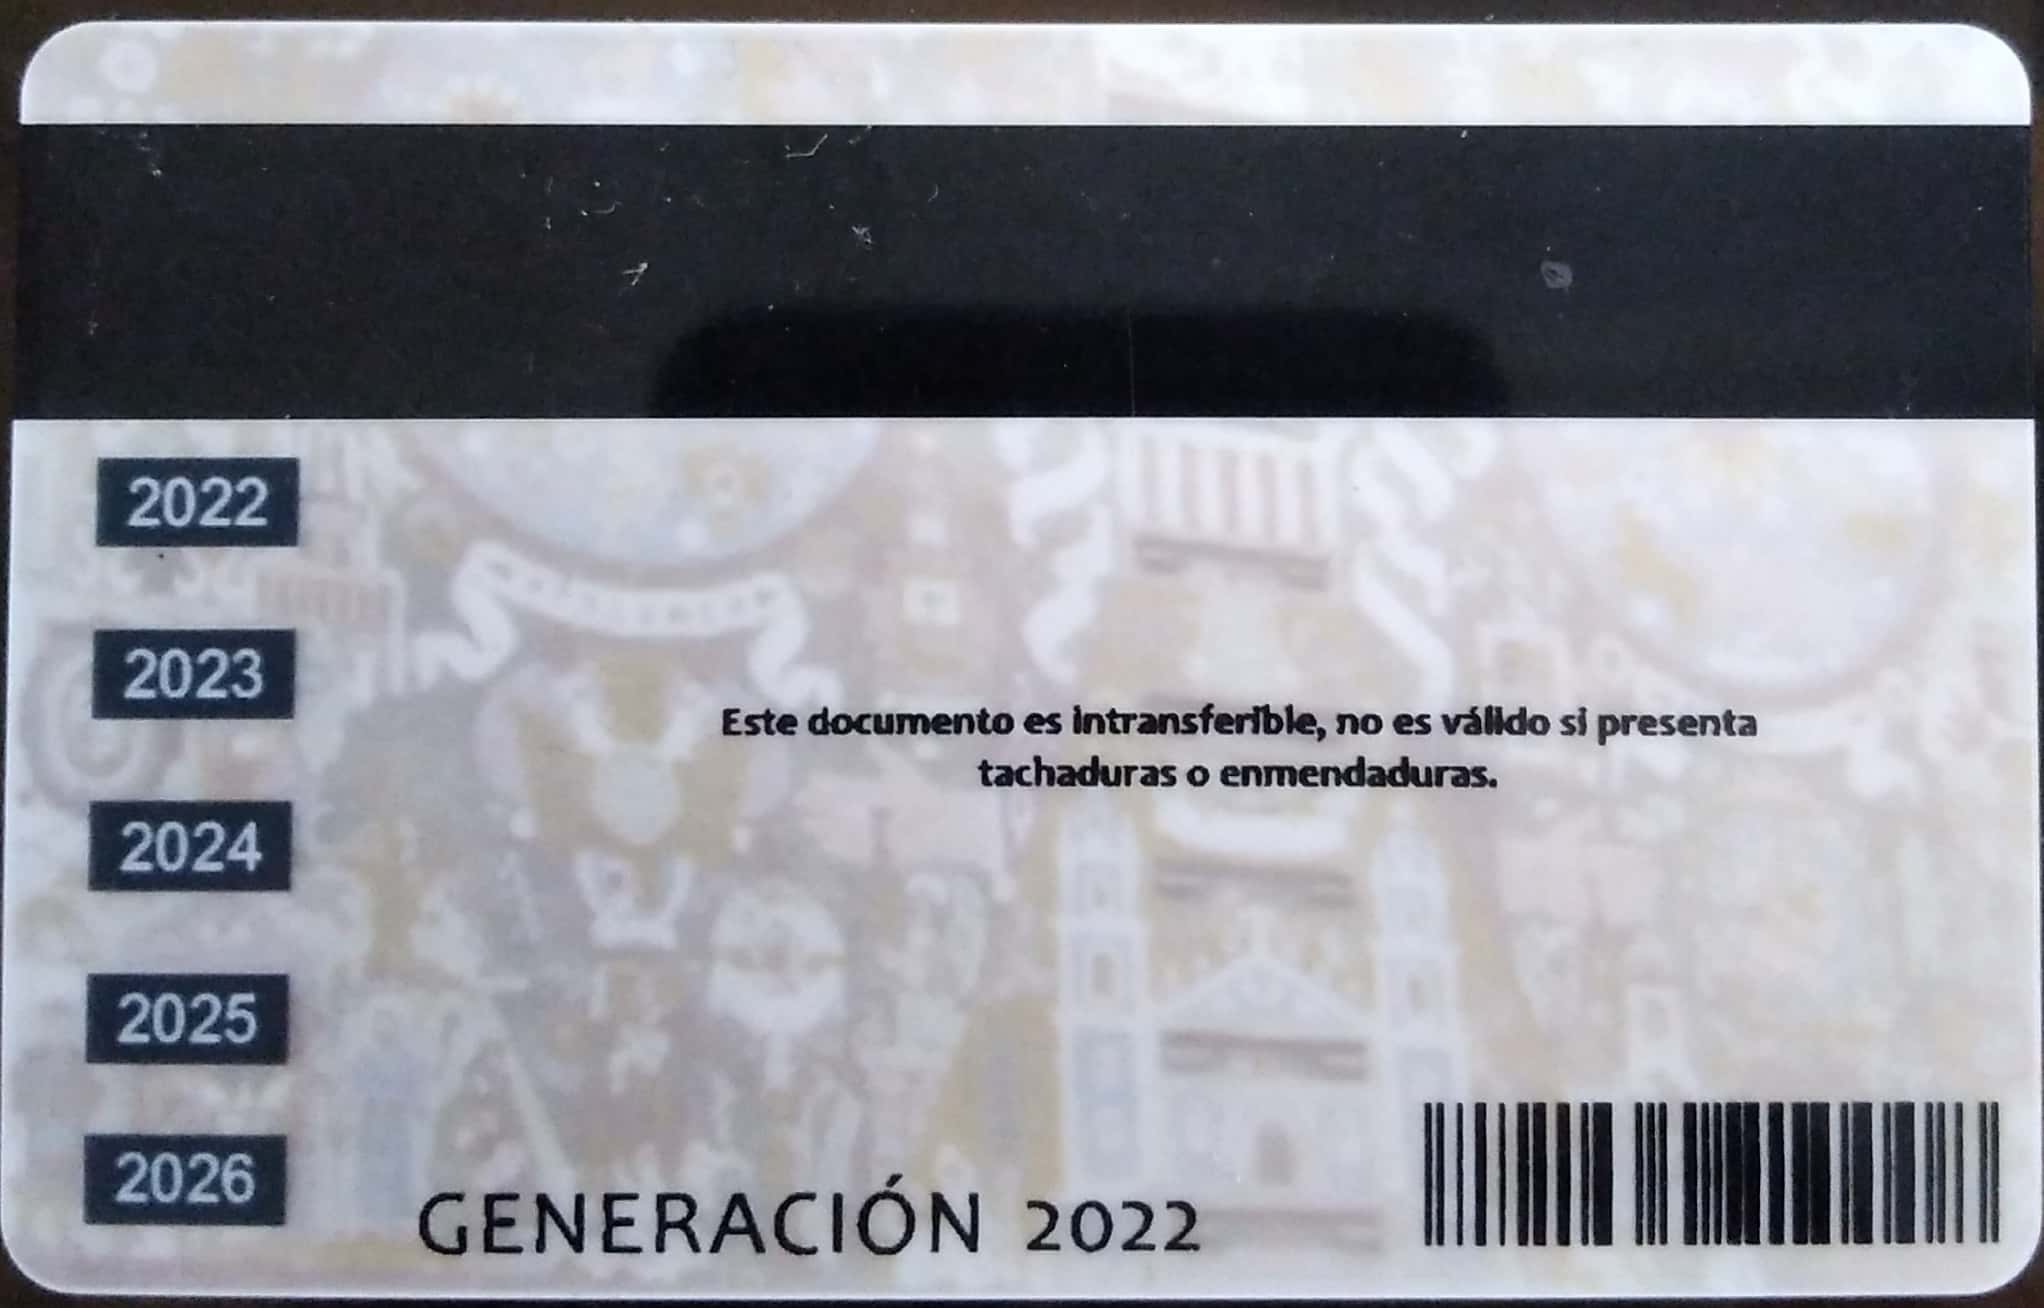 2022
2023
2024
2025
2026
Este documento es intransferible, no es válido si presenta
tachaduras o enmendaduras.
GENERACIÓN 2022